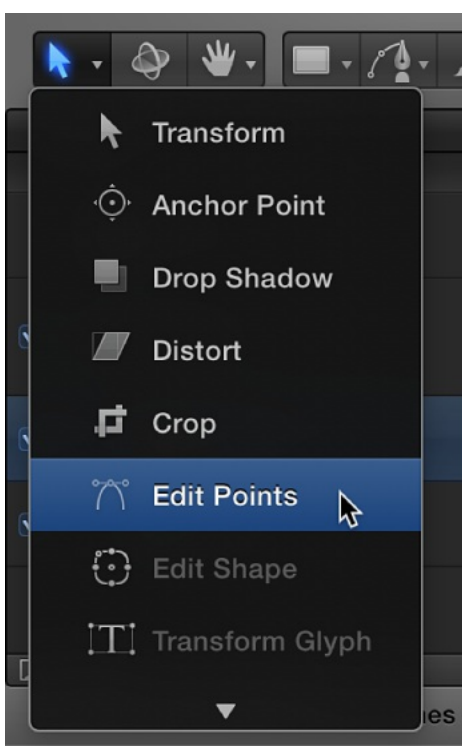 Transform
Anchor Point
Drop Shadow
Distort
Crop
Edit Points
Edit Shape
Transform Glyph